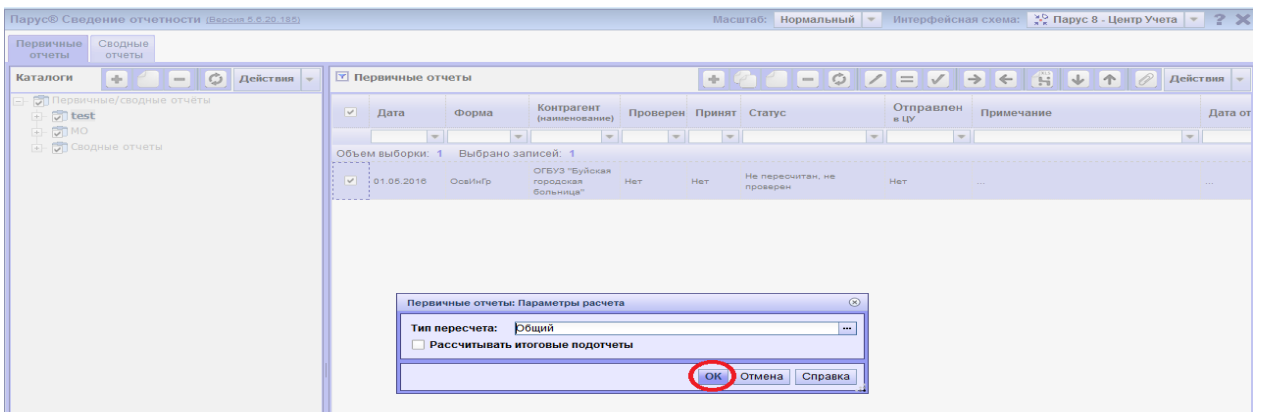 Парус® Сведение отчетности (Версия 5.6.20.185) Масштаб: Нормальный Интерфейсная схема: Парус 8 - Центр Учета ?
Первичные отчеты
Сводные отчеты
Каталоги Действия
Первичные/сводные отчёты
test
МО
Сводные отчеты
Первичные отчеты Действия
Дата Форма Контрагент (наименование) Проверен Принят Статус Отправлен в ЦУ Примечание Дата от
Объем выборки: 1 Выбрано записей: 1
01.05.2016 ОсвИнГр ОГБУЗ "Буйская городская больница" Нет Нет Не пересчитан, не проверен Нет ... ...
Первичные отчеты: Параметры расчета
Тип пересчета: Общий ...
Рассчитывать итоговые подотчеты
ОК Отмена Справка